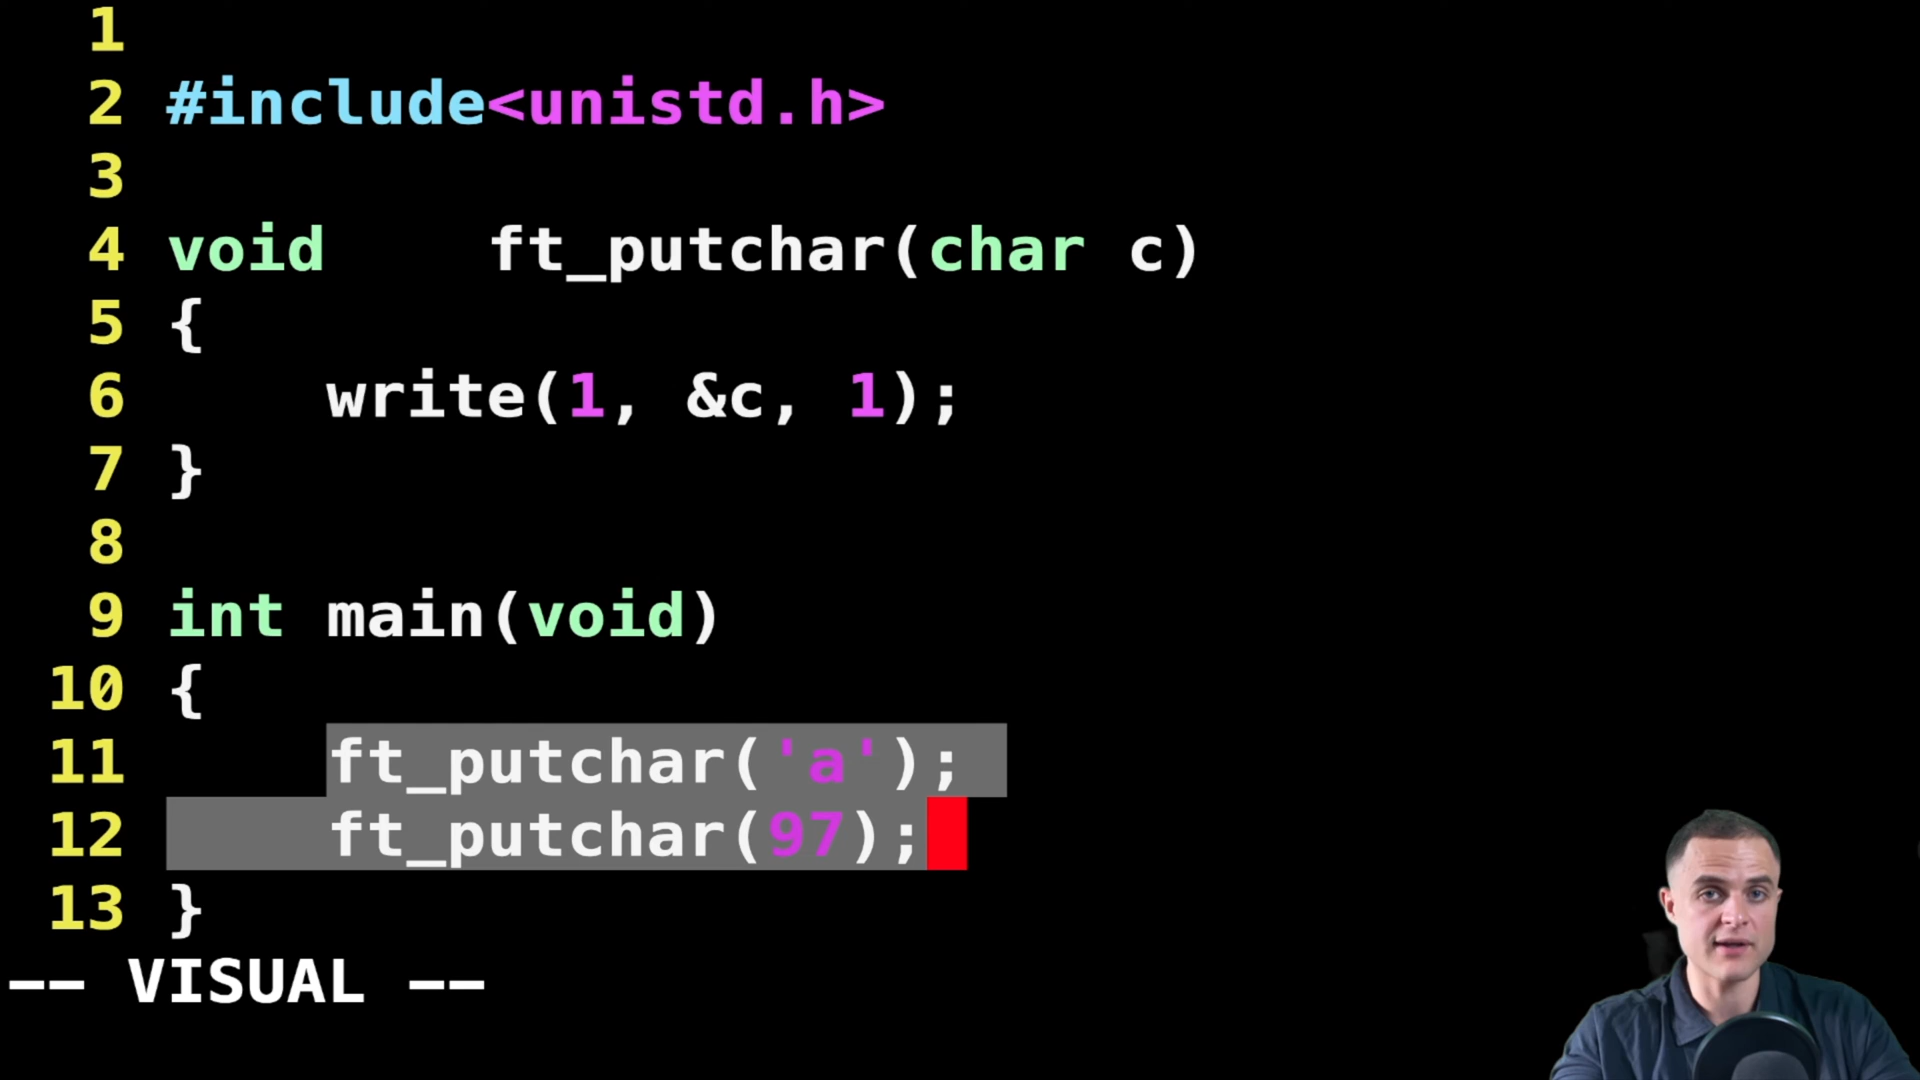 1
2 #include<unistd.h>
3
4 void    ft_putchar(char c)
5 {
6     write(1, &c, 1);
7 }
8
9 int main(void)
10 {
11     ft_putchar('a');
12     ft_putchar(97);
13 }
-- VISUAL --